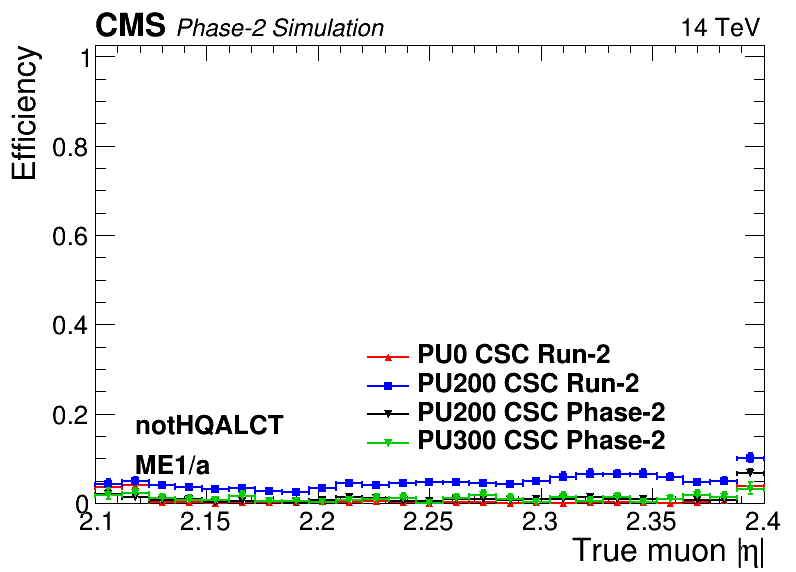 CMS Phase-2 Simulation 14 TeV
Efficiency
1
0.8
0.6
0.4
0.2
0
PU0 CSC Run-2
PU200 CSC Run-2
PU200 CSC Phase-2
PU300 CSC Phase-2
notHQALCT
ME1/a
2.1 2.15 2.2 2.25 2.3 2.35 2.4
True muon |η|